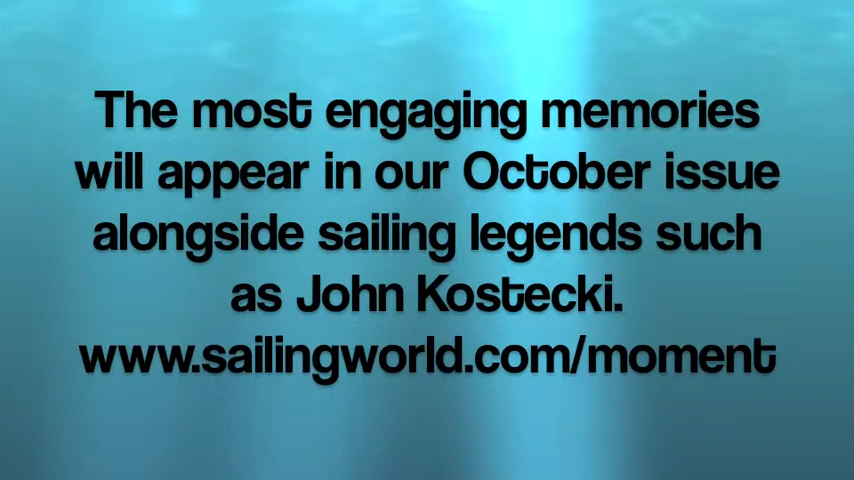 The most engaging memories
will appear in our October issue
alongside sailing legends such
as John Kostecki.
www.sailingworld.com/moment